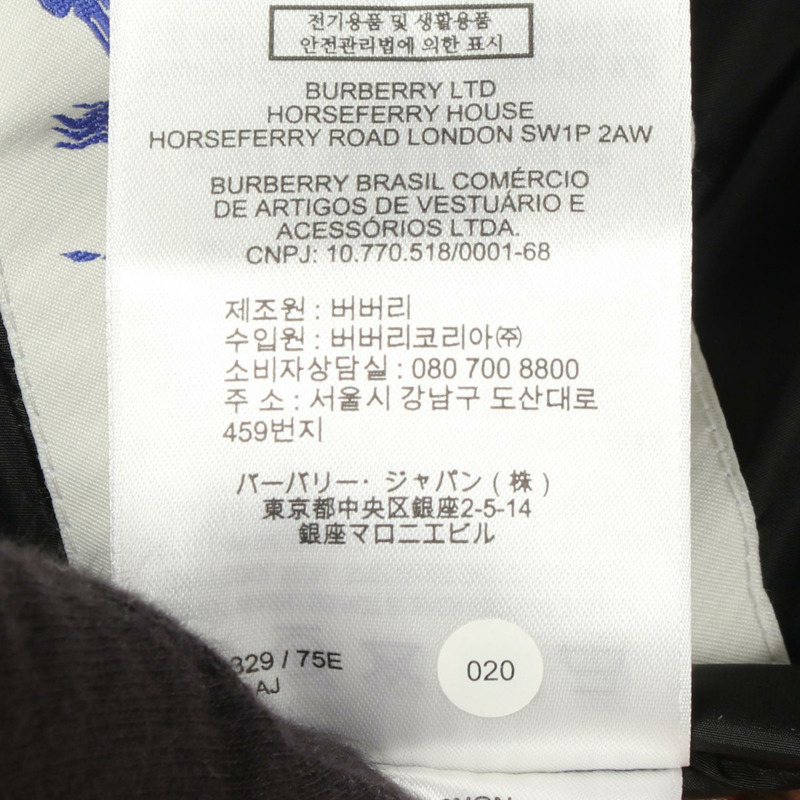 전기용품 및 생활용품
안전관리법에 의한 표시
BURBERRY LTD
HORSEFERRY HOUSE
HORSEFERRY ROAD LONDON SW1P 2AW
BURBERRY BRASIL COMÉRCIO
DE ARTIGOS DE VESTUÁRIO E
ACESSÓRIOS LTDA.
CNPJ: 10.770.518/0001-68
제조원 : 버버리
수입원 : 버버리코리아㈜
소비자상담실 : 080 700 8800
주 소 : 서울시 강남구 도산대로
459번지
バーバリー・ジャパン（株）
東京都中央区銀座2-5-14
銀座マロニエビル
329 / 75E
AJ
020